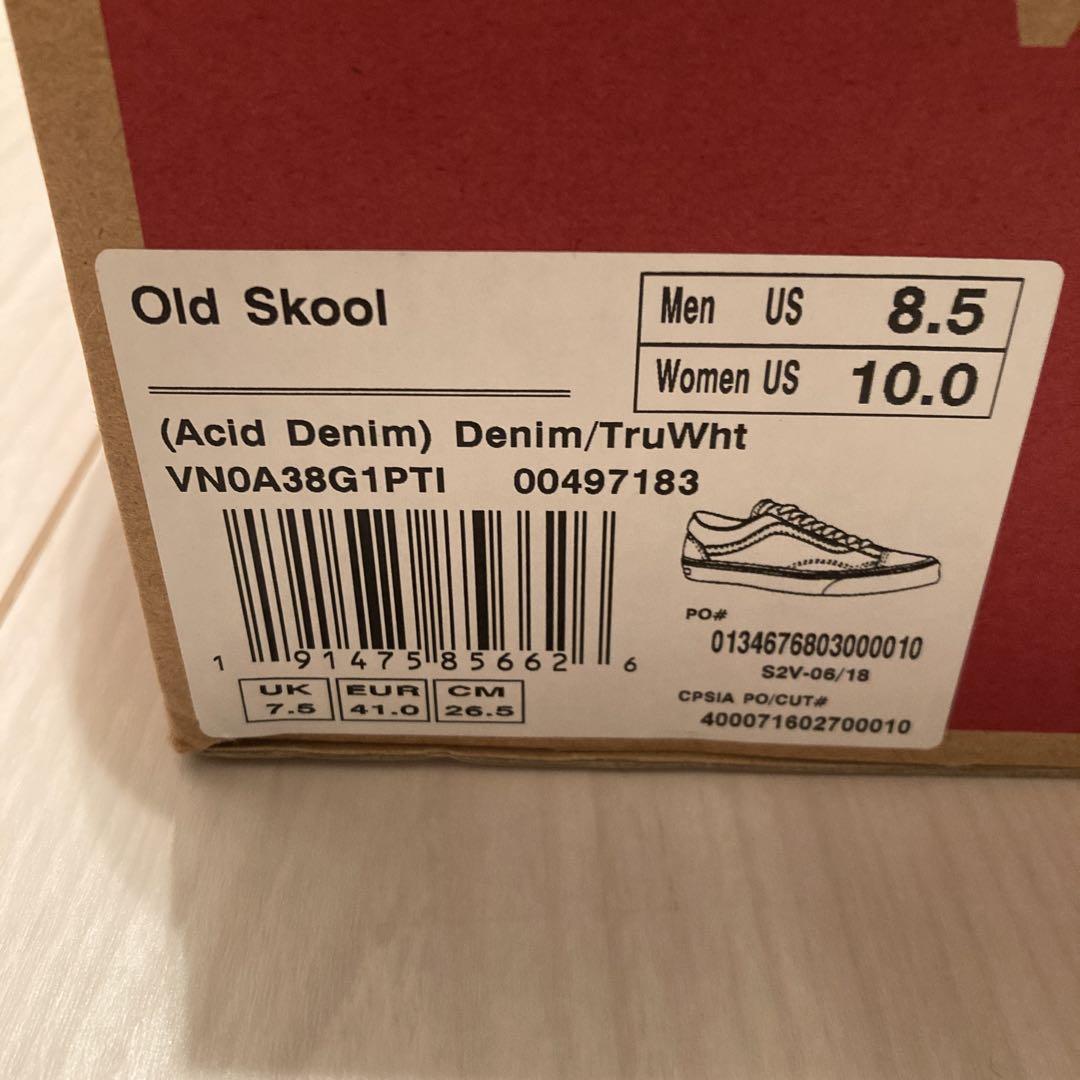 Old Skool
Men US 8.5
Women US 10.0
(Acid Denim) Denim/TruWht
VN0A38G1PTI 00497183
1 91475 85662 6
PO#
0134676803000010
S2V-06/18
CPSIA PO/CUT#
400071602700010
UK EUR CM
7.5 41.0 26.5